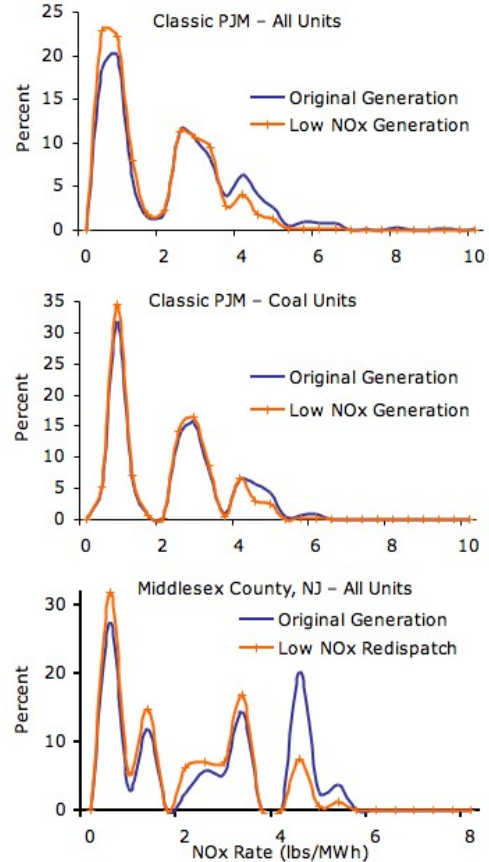 Classic PJM – All Units
25
20
15
10
5
0
Percent
Original Generation
Low NOx Generation
0 2 4 6 8 10
Classic PJM – Coal Units
35
30
25
20
15
10
5
0
Percent
Original Generation
Low NOx Generation
0 2 4 6 8 10
Middlesex County, NJ – All Units
30
20
10
0
Percent
Original Generation
Low NOx Redispatch
0 2 4 6 8
NOx Rate (lbs/MWh)